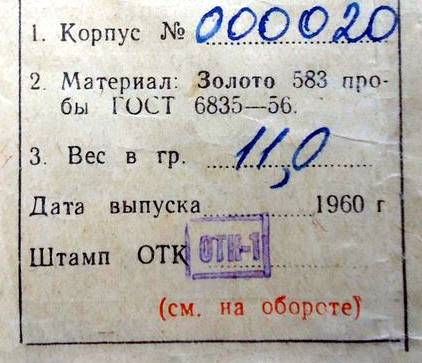 1. Корпус № 000020
2. Материал: Золото 583 про-
бы ГОСТ 6835—56.
3. Вес в гр. 11,0
Дата выпуска ............ 1960 г
Штамп ОТК ОТК-1
(см. на обороте)